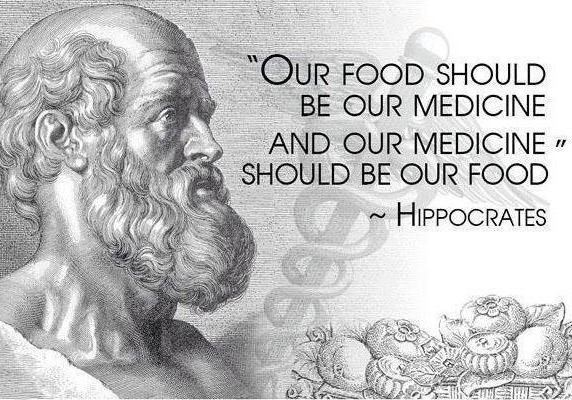 “OUR FOOD SHOULD
BE OUR MEDICINE
AND OUR MEDICINE ”
SHOULD BE OUR FOOD
~ HIPPOCRATES